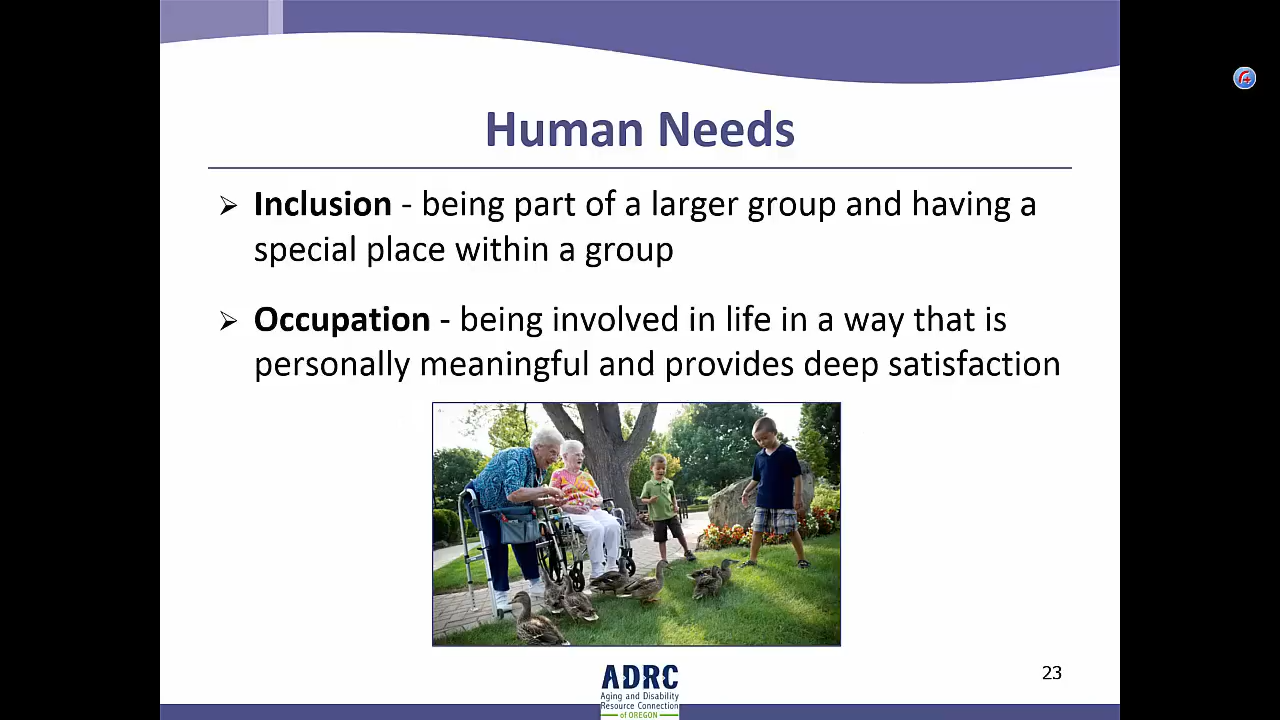 Human Needs
➢ Inclusion - being part of a larger group and having a
special place within a group
➢ Occupation - being involved in life in a way that is
personally meaningful and provides deep satisfaction
ADRC
Aging and Disability
Resource Connection
of OREGON
23